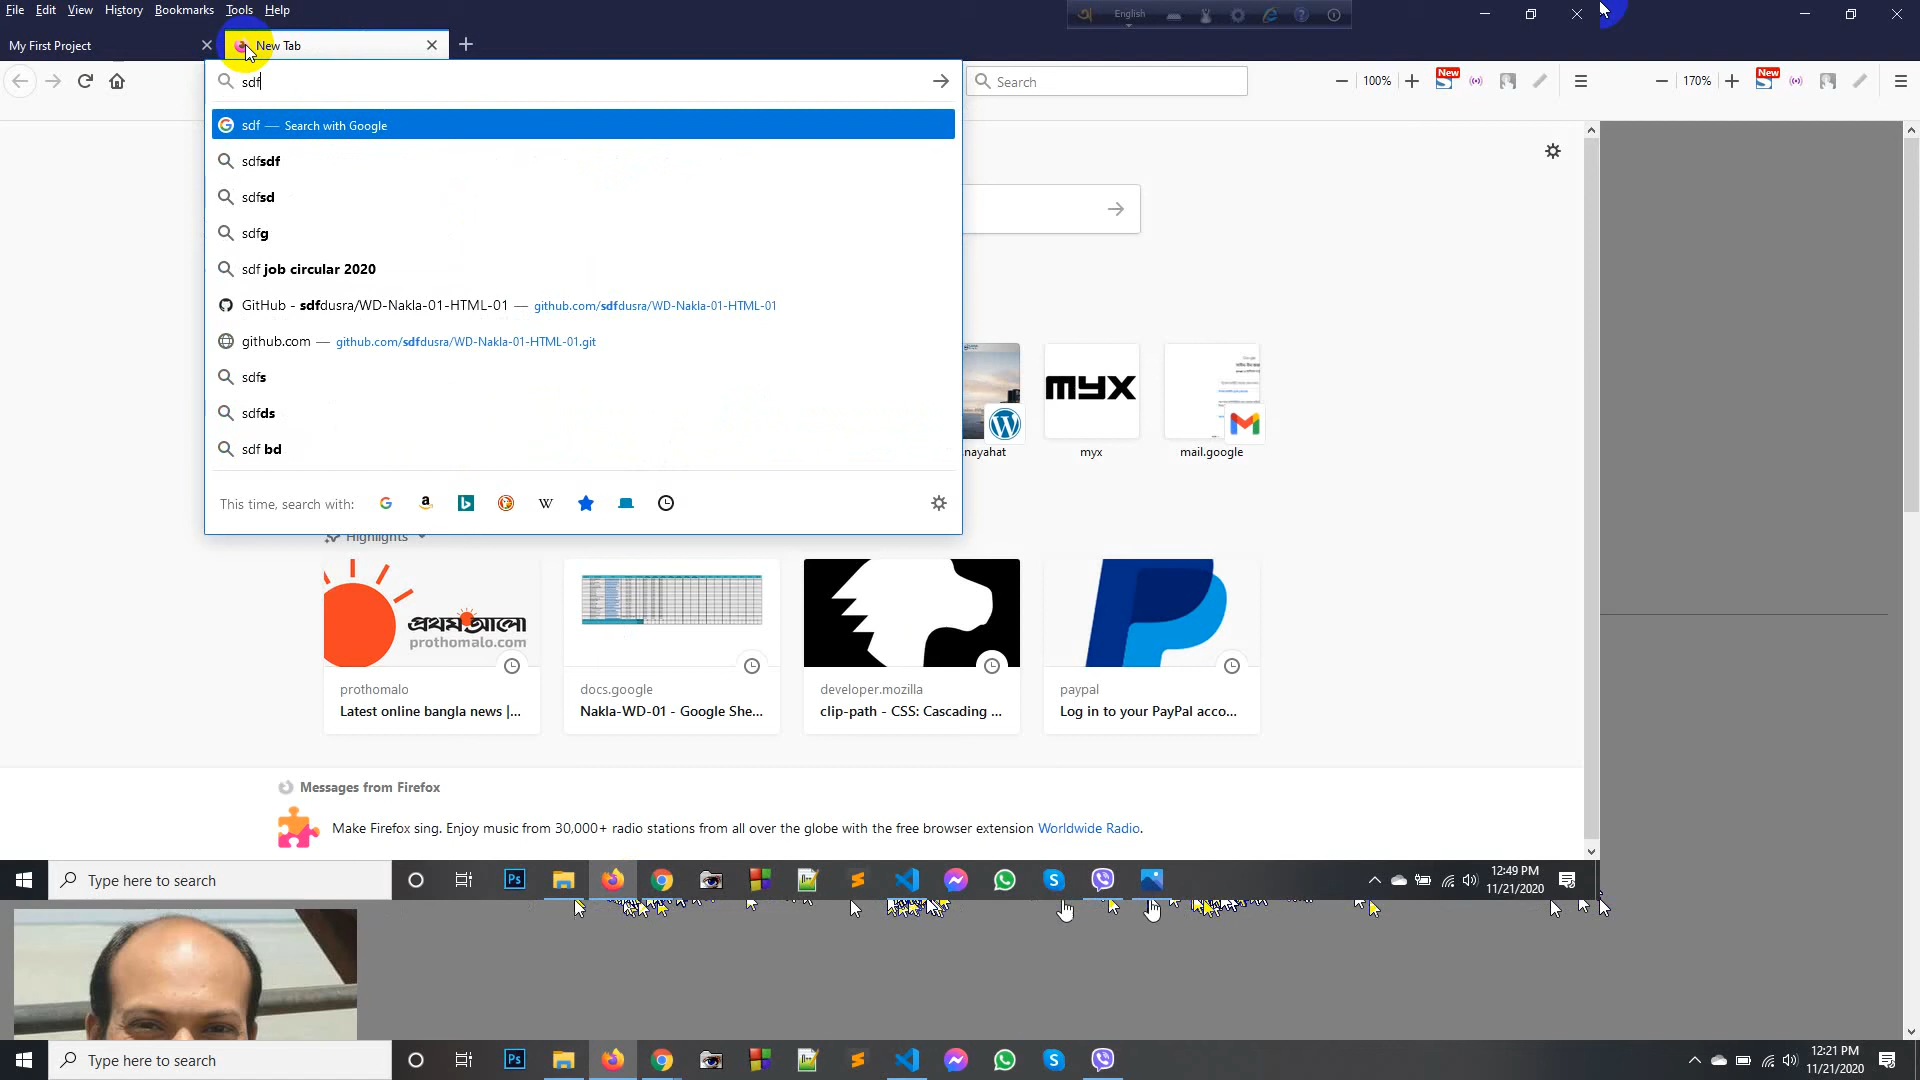 File Edit View History Bookmarks Tools Help
English
My First Project
New Tab
sdf
Search
100%
New
170%
New
sdf — Search with Google
sdfsdf
sdfsd
sdfg
sdf job circular 2020
GitHub - sdfdusra/WD-Nakla-01-HTML-01 — github.com/sdfdusra/WD-Nakla-01-HTML-01
github.com — github.com/sdfdusra/WD-Nakla-01-HTML-01.git
sdfs
sdfds
sdf bd
This time, search with:
myx
nayahat
myx
mail.google
Highlights
প্রথম আলো
prothomalo.com
prothomalo
Latest online bangla news |...
docs.google
Nakla-WD-01 - Google She...
developer.mozilla
clip-path - CSS: Cascading ...
paypal
Log in to your PayPal acco...
Messages from Firefox
Make Firefox sing. Enjoy music from 30,000+ radio stations from all over the globe with the free browser extension Worldwide Radio.
Type here to search
Ps
12:49 PM
11/21/2020
Type here to search
Ps
12:21 PM
11/21/2020